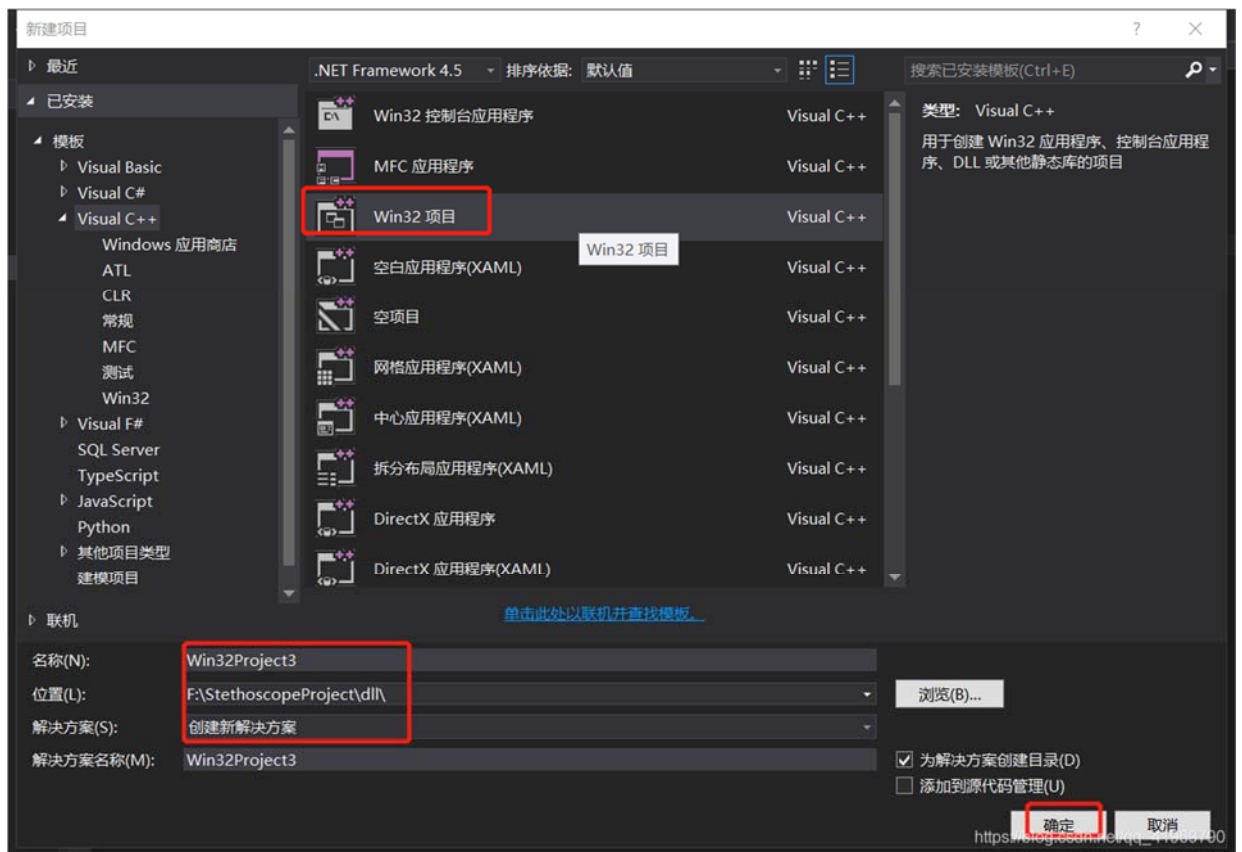 新建项目
?
最近
.NET Framework 4.5
排序依据:
默认值
搜索已安装模板(Ctrl+E)
已安装
模板
Visual Basic
Visual C#
Visual C++
Windows 应用商店
ATL
CLR
常规
MFC
测试
Win32
Visual F#
SQL Server
TypeScript
JavaScript
Python
其他项目类型
建模项目
联机
Win32 控制台应用程序 Visual C++
MFC 应用程序 Visual C++
Win32 项目 Visual C++
Win32 项目
空白应用程序(XAML) Visual C++
空项目 Visual C++
网格应用程序(XAML) Visual C++
中心应用程序(XAML) Visual C++
拆分布局应用程序(XAML) Visual C++
DirectX 应用程序 Visual C++
DirectX 应用程序(XAML) Visual C++
单击此处以联机并查找模板。
类型: Visual C++
用于创建 Win32 应用程序、控制台应用程
序、DLL 或其他静态库的项目
名称(N): Win32Project3
位置(L): F:\StethoscopeProject\dll\
浏览(B)...
解决方案(S): 创建新解决方案
解决方案名称(M): Win32Project3
为解决方案创建目录(D)
添加到源代码管理(U)
确定
取消